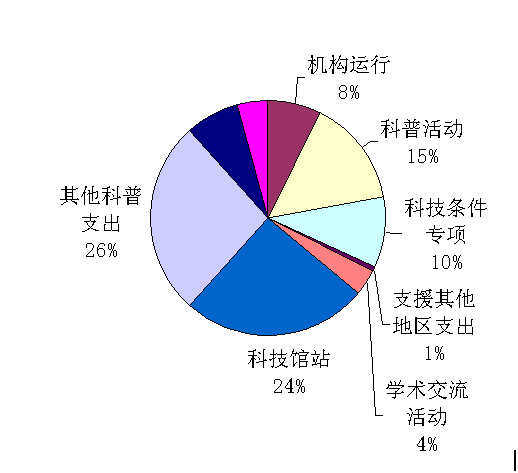 机构运行
8%
科普活动
15%
科技条件
专项
10%
支援其他
地区支出
1%
学术交流
活动
4%
科技馆站
24%
其他科普
支出
26%